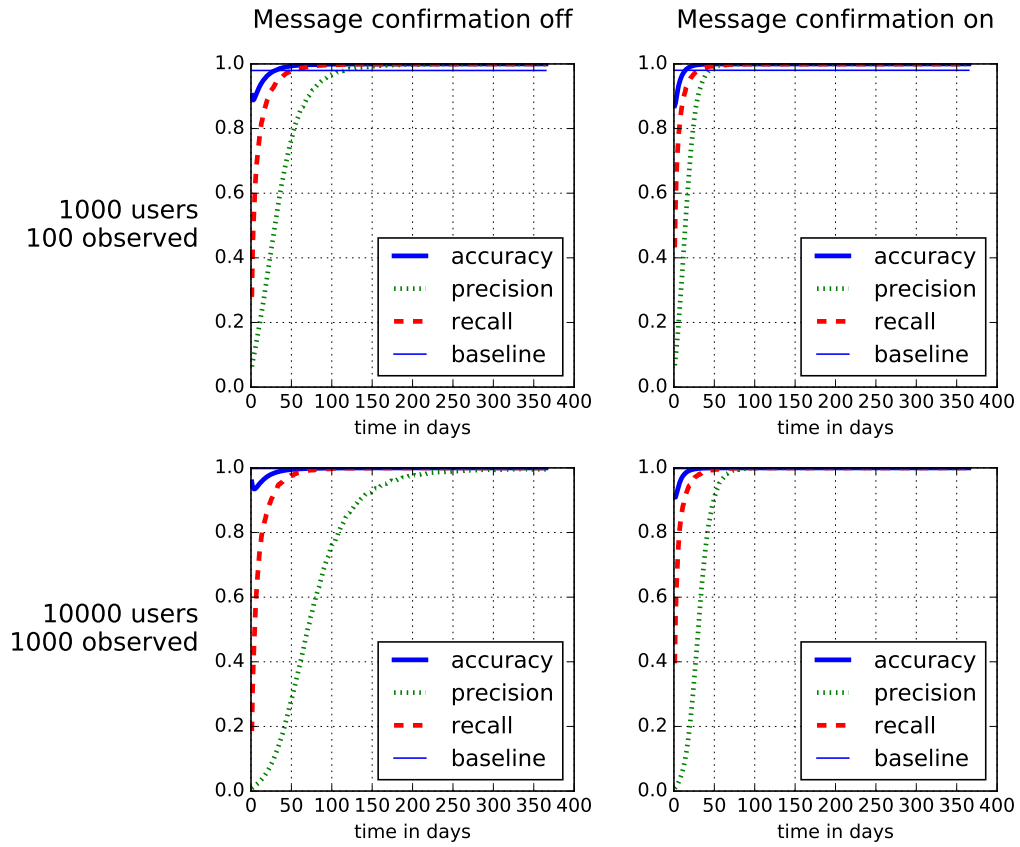 Message confirmation off
Message confirmation on
1000 users
100 observed
1.0
0.8
0.6
0.4
0.2
0.0
accuracy
precision
recall
baseline
0 50 100 150 200 250 300 350 400
time in days
1.0
0.8
0.6
0.4
0.2
0.0
accuracy
precision
recall
baseline
0 50 100 150 200 250 300 350 400
time in days
10000 users
1000 observed
1.0
0.8
0.6
0.4
0.2
0.0
accuracy
precision
recall
baseline
0 50 100 150 200 250 300 350 400
time in days
1.0
0.8
0.6
0.4
0.2
0.0
accuracy
precision
recall
baseline
0 50 100 150 200 250 300 350 400
time in days